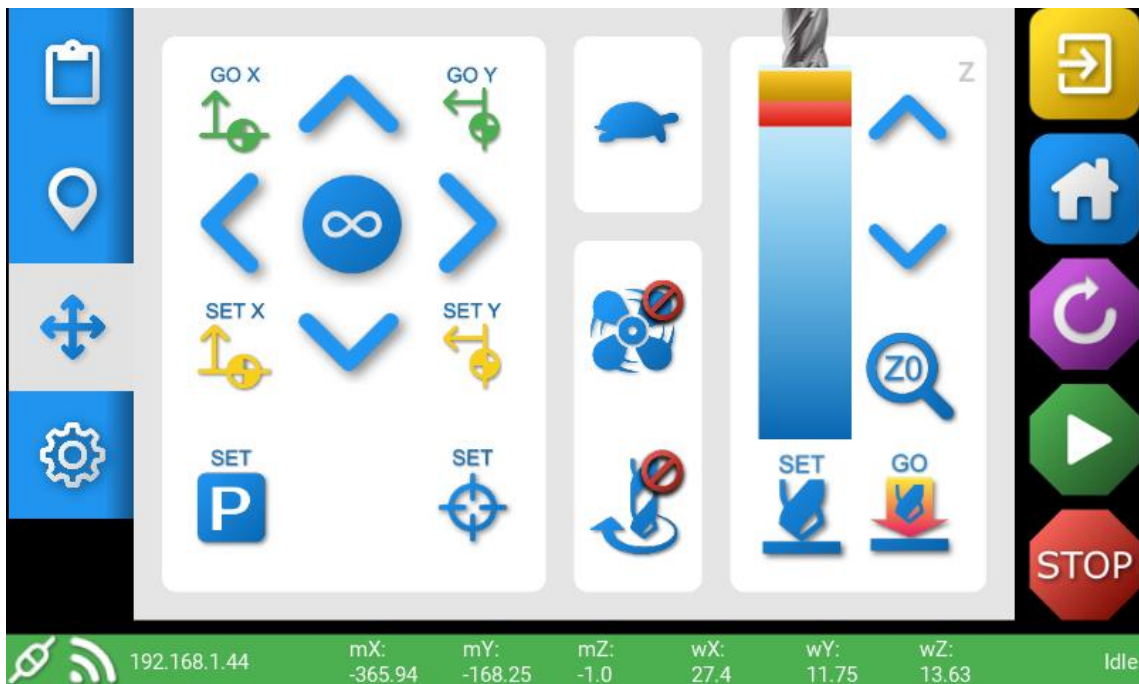 GO X
GO Y
Z
∞
SET X
SET Y
Z0
SET
P
SET
SET
GO
STOP
192.168.1.44
mX:
-365.94
mY:
-168.25
mZ:
-1.0
wX:
27.4
wY:
11.75
wZ:
13.63
Idle